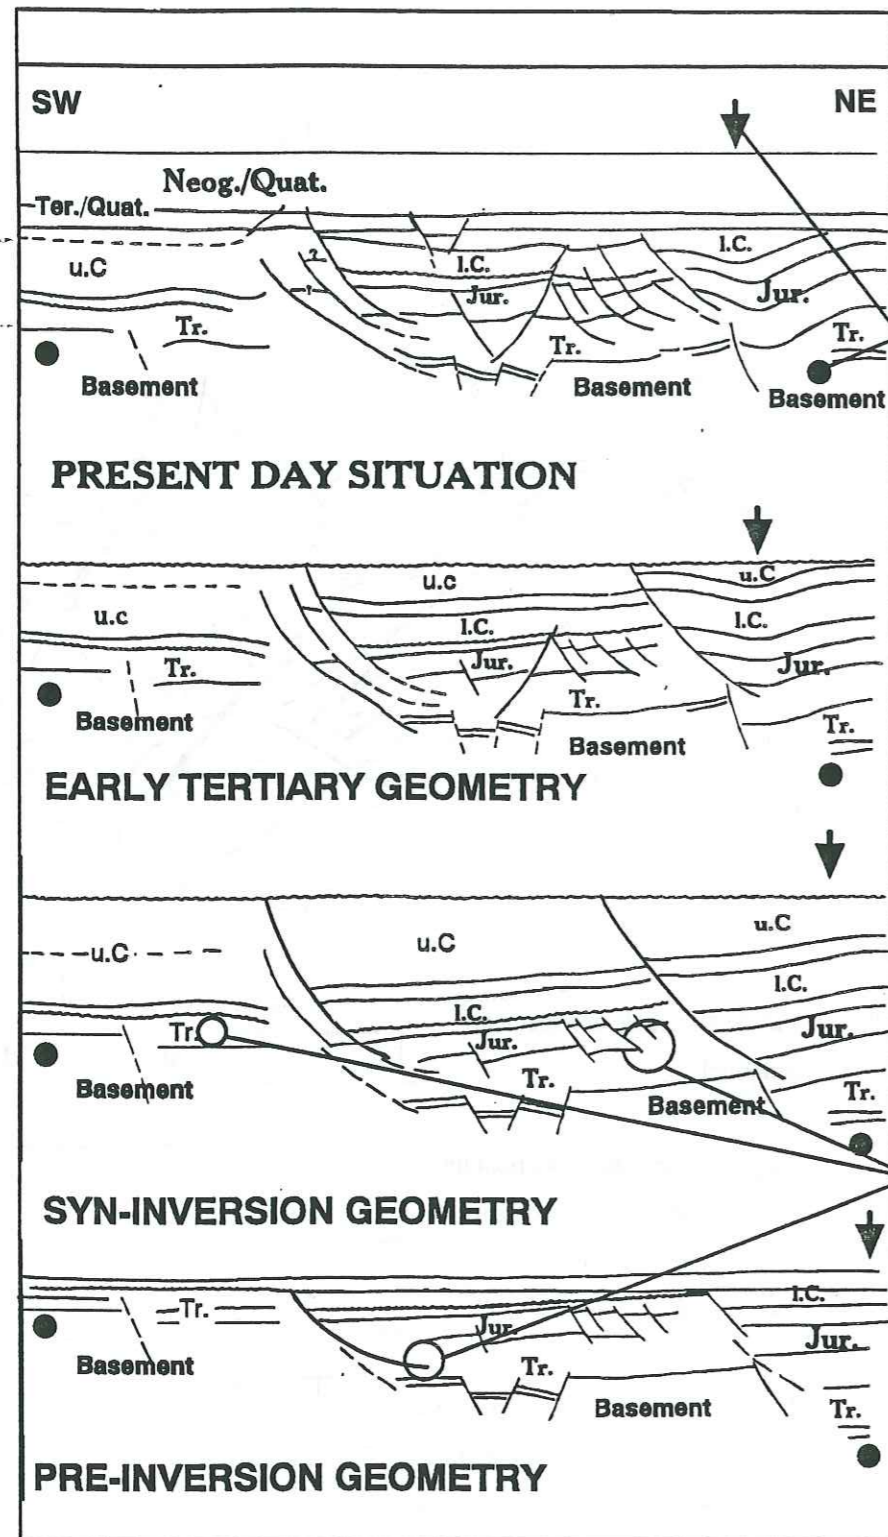 SW
NE
Neog./Quat.
Ter./Quat.
u.C
l.C.
l.C.
?
Jur.
Jur.
Tr.
Tr.
Tr.
Basement
Basement
Basement
PRESENT DAY SITUATION
u.c
u.C
u.c
l.C.
l.C.
Jur.
Jur.
Tr.
Tr.
Tr.
Basement
Basement
EARLY TERTIARY GEOMETRY
u.C
u.C
u.C
l.C.
l.C.
Tr.
Jur.
Jur.
Tr.
Tr.
Basement
Basement
SYN-INVERSION GEOMETRY
l.C.
Tr.
Jur.
Jur.
Basement
Tr.
Basement
Tr.
PRE-INVERSION GEOMETRY